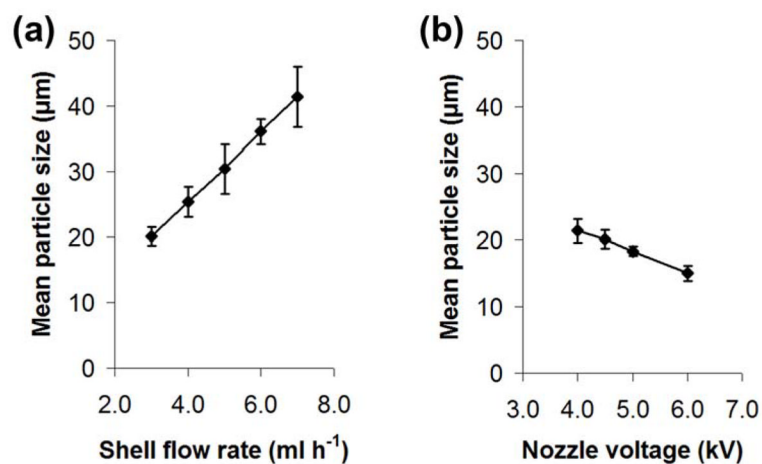 (a)
Mean particle size (µm)
50
40
30
20
10
0
2.0 4.0 6.0 8.0
Shell flow rate (ml h⁻¹)
(b)
Mean particle size (µm)
50
40
30
20
10
0
3.0 4.0 5.0 6.0 7.0
Nozzle voltage (kV)